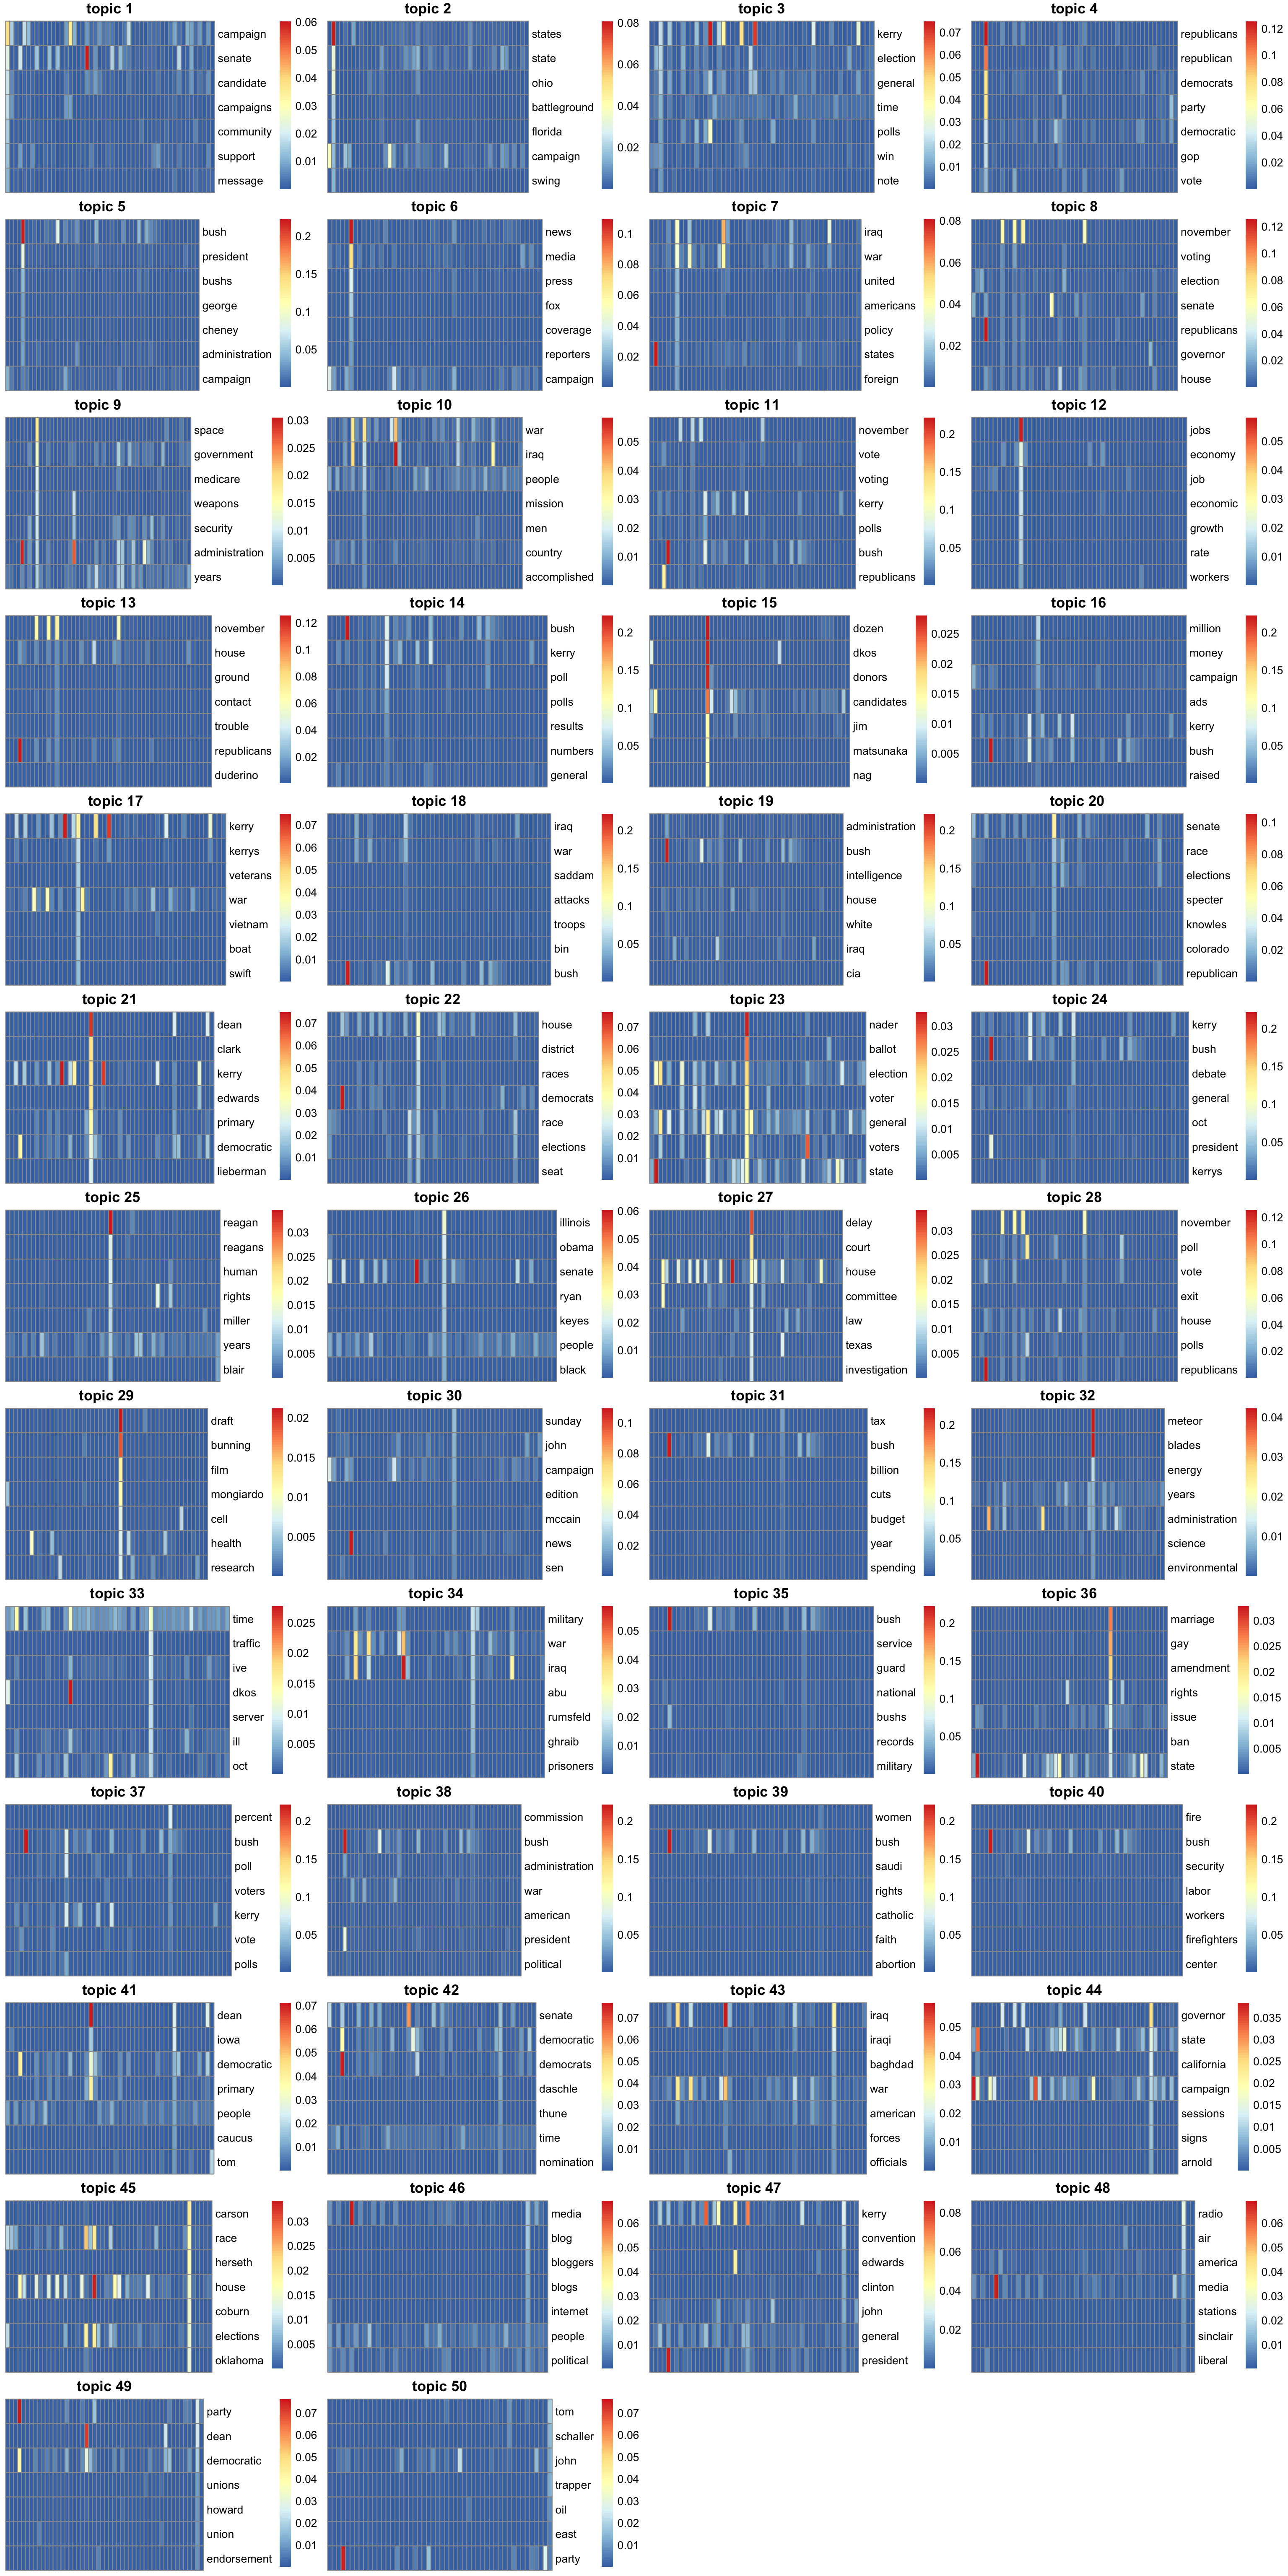 topic 1
campaign
senate
candidate
campaigns
community
support
message
0.06
0.05
0.04
0.03
0.02
0.01
topic 2
states
state
ohio
battleground
florida
campaign
swing
0.08
0.06
0.04
0.02
topic 3
kerry
election
general
time
polls
win
note
0.07
0.06
0.05
0.04
0.03
0.02
0.01
topic 4
republicans
republican
democrats
party
democratic
gop
vote
0.12
0.1
0.08
0.06
0.04
0.02
topic 5
bush
president
bushs
george
cheney
administration
campaign
0.2
0.15
0.1
0.05
topic 6
news
media
press
fox
coverage
reporters
campaign
0.1
0.08
0.06
0.04
0.02
topic 7
iraq
war
united
americans
policy
states
foreign
0.08
0.06
0.04
0.02
topic 8
november
voting
election
senate
republicans
governor
house
0.12
0.1
0.08
0.06
0.04
0.02
topic 9
space
government
medicare
weapons
security
administration
years
0.03
0.025
0.02
0.015
0.01
0.005
topic 10
war
iraq
people
mission
men
country
accomplished
0.05
0.04
0.03
0.02
0.01
topic 11
november
vote
voting
kerry
polls
bush
republicans
0.2
0.15
0.1
0.05
topic 12
jobs
economy
job
economic
growth
rate
workers
0.05
0.04
0.03
0.02
0.01
topic 13
november
house
ground
contact
trouble
republicans
duderino
0.12
0.1
0.08
0.06
0.04
0.02
topic 14
bush
kerry
poll
polls
results
numbers
general
0.2
0.15
0.1
0.05
topic 15
dozen
dkos
donors
candidates
jim
matsunaka
nag
0.025
0.02
0.015
0.01
0.005
topic 16
million
money
campaign
ads
kerry
bush
raised
0.2
0.15
0.1
0.05
topic 17
kerry
kerrys
veterans
war
vietnam
boat
swift
0.07
0.06
0.05
0.04
0.03
0.02
0.01
topic 18
iraq
war
saddam
attacks
troops
bin
bush
0.2
0.15
0.1
0.05
topic 19
administration
bush
intelligence
house
white
iraq
cia
0.2
0.15
0.1
0.05
topic 20
senate
race
elections
specter
knowles
colorado
republican
0.1
0.08
0.06
0.04
0.02
topic 21
dean
clark
kerry
edwards
primary
democratic
lieberman
0.07
0.06
0.05
0.04
0.03
0.02
0.01
topic 22
house
district
races
democrats
race
elections
seat
0.07
0.06
0.05
0.04
0.03
0.02
0.01
topic 23
nader
ballot
election
voter
general
voters
state
0.03
0.025
0.02
0.015
0.01
0.005
topic 24
kerry
bush
debate
general
oct
president
kerrys
0.2
0.15
0.1
0.05
topic 25
reagan
reagans
human
rights
miller
years
blair
0.03
0.025
0.02
0.015
0.01
0.005
topic 26
illinois
obama
senate
ryan
keyes
people
black
0.06
0.05
0.04
0.03
0.02
0.01
topic 27
delay
court
house
committee
law
texas
investigation
0.03
0.025
0.02
0.015
0.01
0.005
topic 28
november
poll
vote
exit
house
polls
republicans
0.12
0.1
0.08
0.06
0.04
0.02
topic 29
draft
bunning
film
mongiardo
cell
health
research
0.02
0.015
0.01
0.005
topic 30
sunday
john
campaign
edition
mccain
news
sen
0.1
0.08
0.06
0.04
0.02
topic 31
tax
bush
billion
cuts
budget
year
spending
0.2
0.15
0.1
0.05
topic 32
meteor
blades
energy
years
administration
science
environmental
0.04
0.03
0.02
0.01
topic 33
time
traffic
ive
dkos
server
ill
oct
0.025
0.02
0.015
0.01
0.005
topic 34
military
war
iraq
abu
rumsfeld
ghraib
prisoners
0.05
0.04
0.03
0.02
0.01
topic 35
bush
service
guard
national
bushs
records
military
0.2
0.15
0.1
0.05
topic 36
marriage
gay
amendment
rights
issue
ban
state
0.03
0.025
0.02
0.015
0.01
0.005
topic 37
percent
bush
poll
voters
kerry
vote
polls
0.2
0.15
0.1
0.05
topic 38
commission
bush
administration
war
american
president
political
0.2
0.15
0.1
0.05
topic 39
women
bush
saudi
rights
catholic
faith
abortion
0.2
0.15
0.1
0.05
topic 40
fire
bush
security
labor
workers
firefighters
center
0.2
0.15
0.1
0.05
topic 41
dean
iowa
democratic
primary
people
caucus
tom
0.07
0.06
0.05
0.04
0.03
0.02
0.01
topic 42
senate
democratic
democrats
daschle
thune
time
nomination
0.07
0.06
0.05
0.04
0.03
0.02
0.01
topic 43
iraq
iraqi
baghdad
war
american
forces
officials
0.05
0.04
0.03
0.02
0.01
topic 44
governor
state
california
campaign
sessions
signs
arnold
0.035
0.03
0.025
0.02
0.015
0.01
0.005
topic 45
carson
race
herseth
house
coburn
elections
oklahoma
0.03
0.025
0.02
0.015
0.01
0.005
topic 46
media
blog
bloggers
blogs
internet
people
political
0.06
0.05
0.04
0.03
0.02
0.01
topic 47
kerry
convention
edwards
clinton
john
general
president
0.08
0.06
0.04
0.02
topic 48
radio
air
america
media
stations
sinclair
liberal
0.06
0.05
0.04
0.03
0.02
0.01
topic 49
party
dean
democratic
unions
howard
union
endorsement
0.07
0.06
0.05
0.04
0.03
0.02
0.01
topic 50
tom
schaller
john
trapper
oil
east
party
0.07
0.06
0.05
0.04
0.03
0.02
0.01